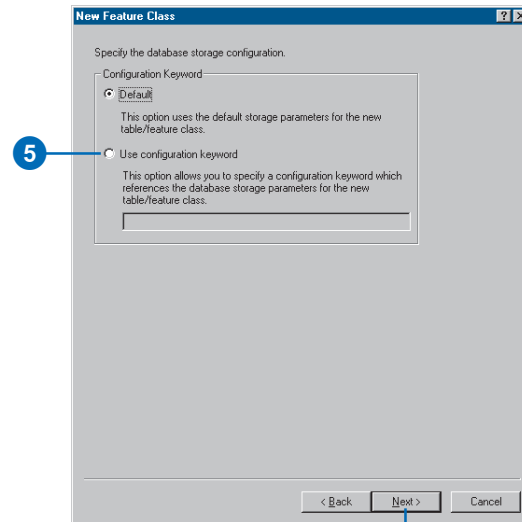 New Feature Class
Specify the database storage configuration.
Configuration Keyword
Default
This option uses the default storage parameters for the new
table/feature class.
5
Use configuration keyword
This option allows you to specify a configuration keyword which
references the database storage parameters for the new
table/feature class.
< Back
Next >
Cancel